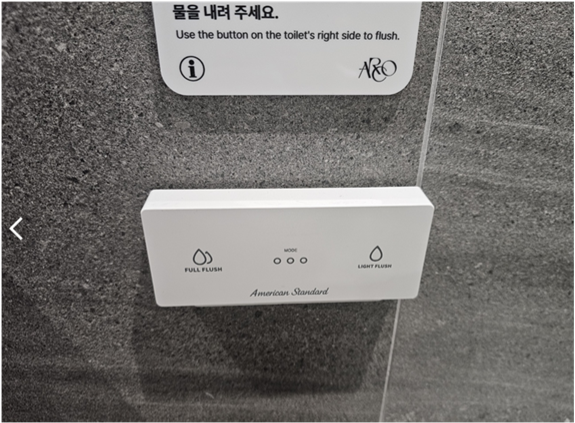 물을 내려 주세요.
Use the button on the toilet's right side to flush.
MODE
FULL FLUSH
LIGHT FLUSH
American Standard